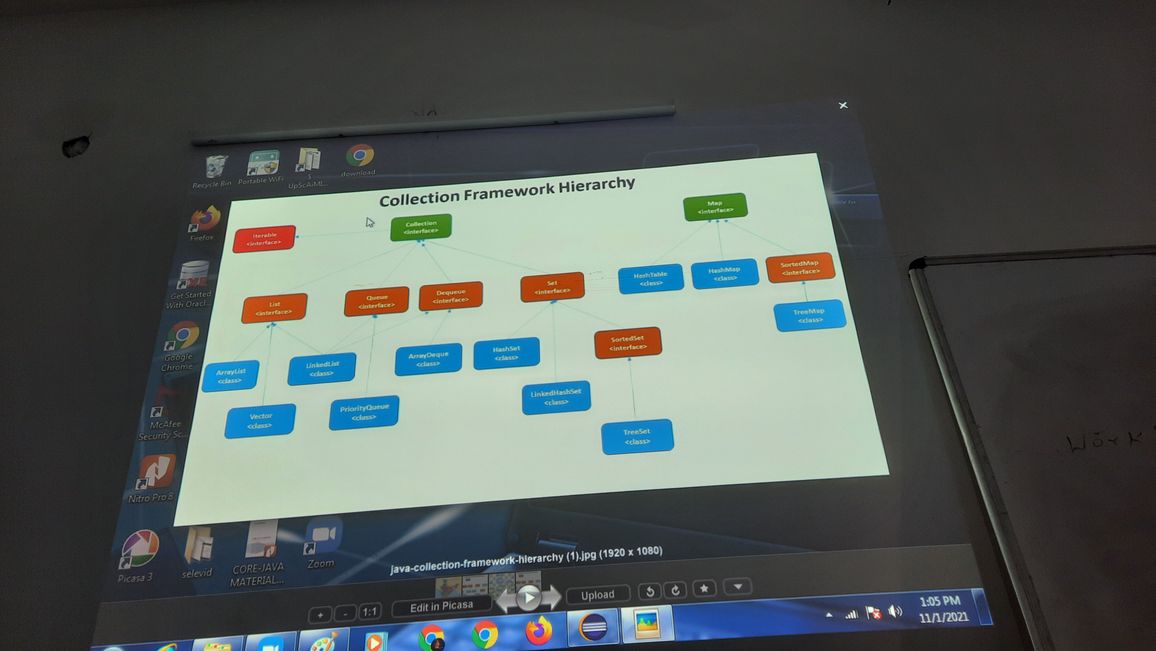 Recycle Bin
Portable WiFi
download
Firefox
Get Started
With Oracl...
Google
Chrome
McAfee
Security Sc...
Nitro Pro 8
Picasa 3
selevid
CORE-JAVA
MATERIAL...
Zoom
Collection Framework Hierarchy
Iterable
<interface>
Collection
<interface>
Map
<interface>
List
<interface>
Queue
<interface>
Dequeue
<interface>
Set
<interface>
HashTable
<class>
HashMap
<class>
SortedMap
<interface>
TreeMap
<class>
ArrayList
<class>
LinkedList
<class>
ArrayDeque
<class>
HashSet
<class>
SortedSet
<interface>
Vector
<class>
PriorityQueue
<class>
LinkedHashSet
<class>
TreeSet
<class>
java-collection-framework-hierarchy (1).jpg (1920 x 1080)
1:1
Edit in Picasa
Upload
1:05 PM
11/1/2021